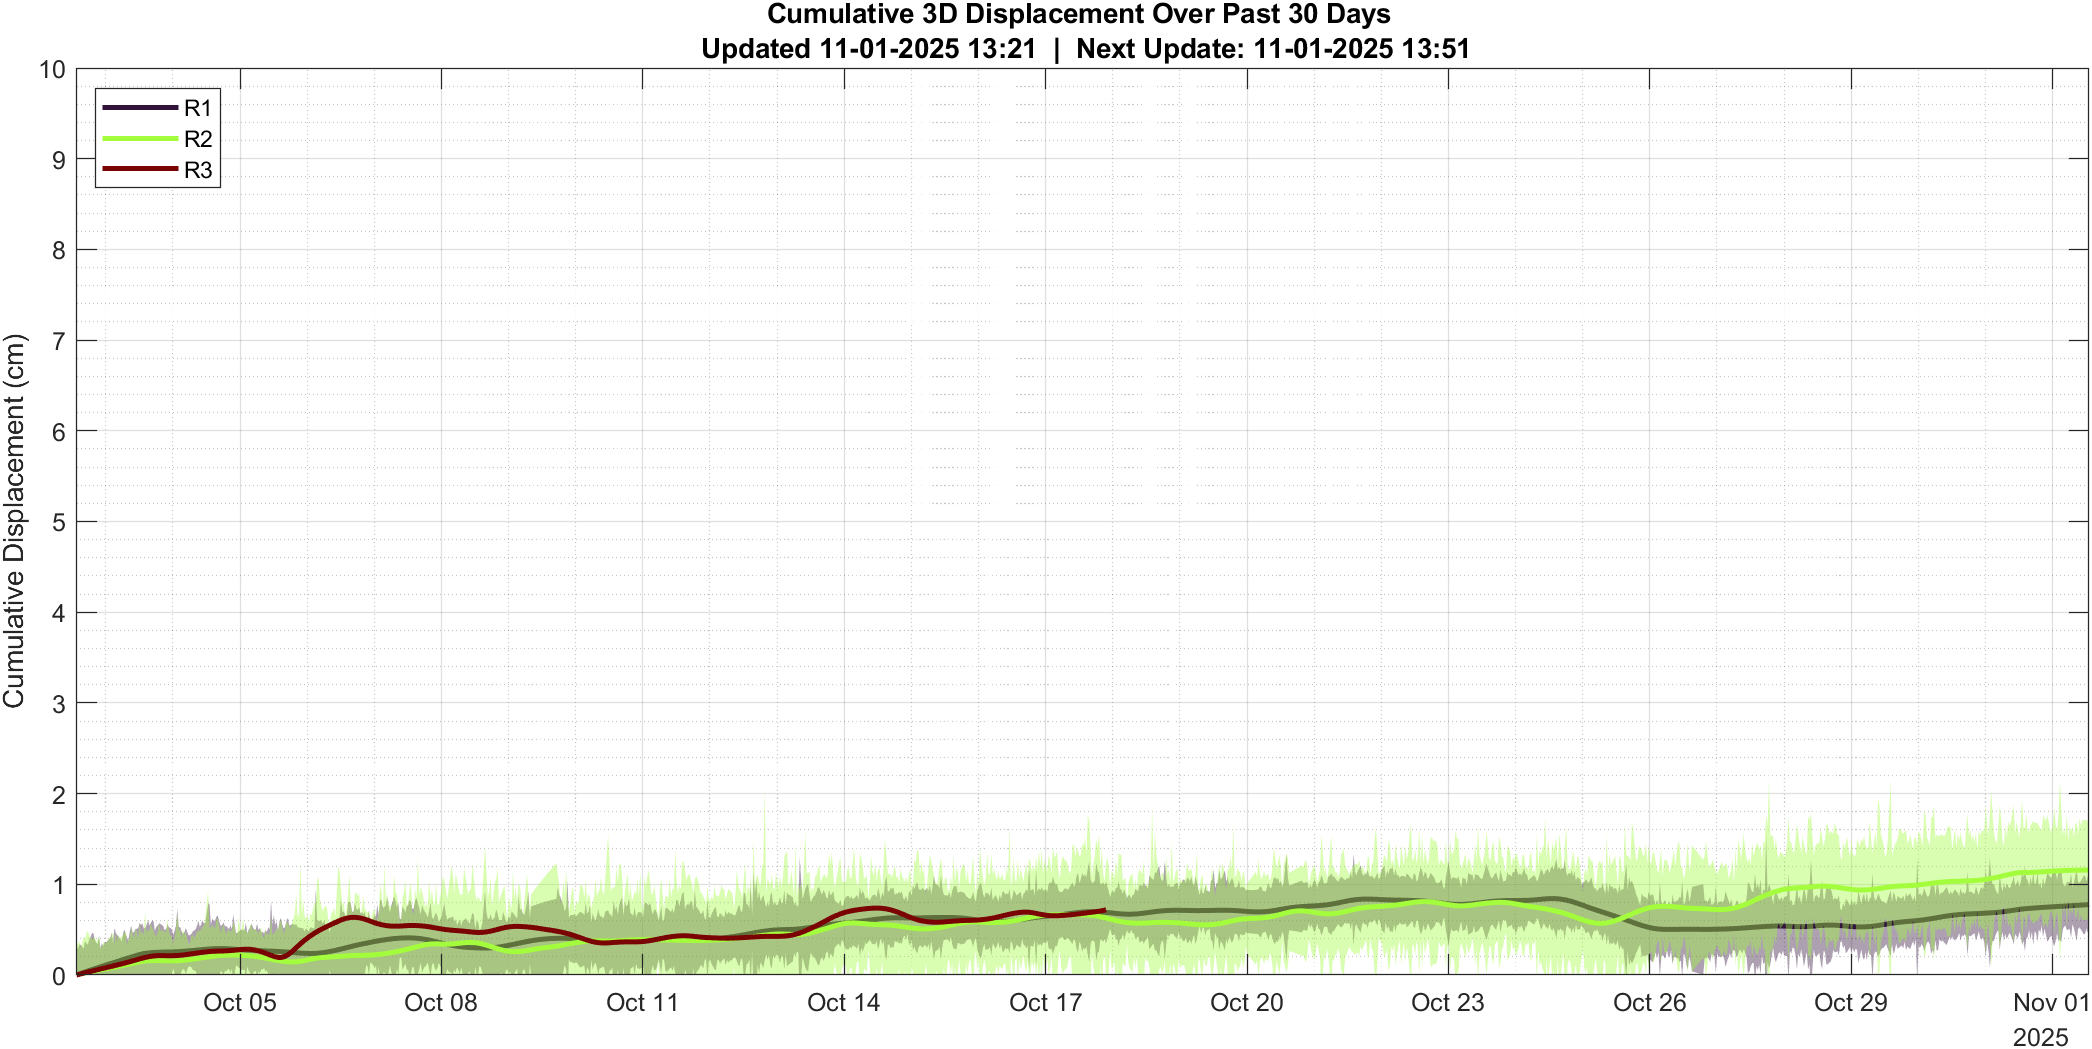 Cumulative 3D Displacement Over Past 30 Days
Updated 11-01-2025 13:21 | Next Update: 11-01-2025 13:51
R1
R2
R3
Cumulative Displacement (cm)
10
9
8
7
6
5
4
3
2
1
0
Oct 05 Oct 08 Oct 11 Oct 14 Oct 17 Oct 20 Oct 23 Oct 26 Oct 29 Nov 01
2025